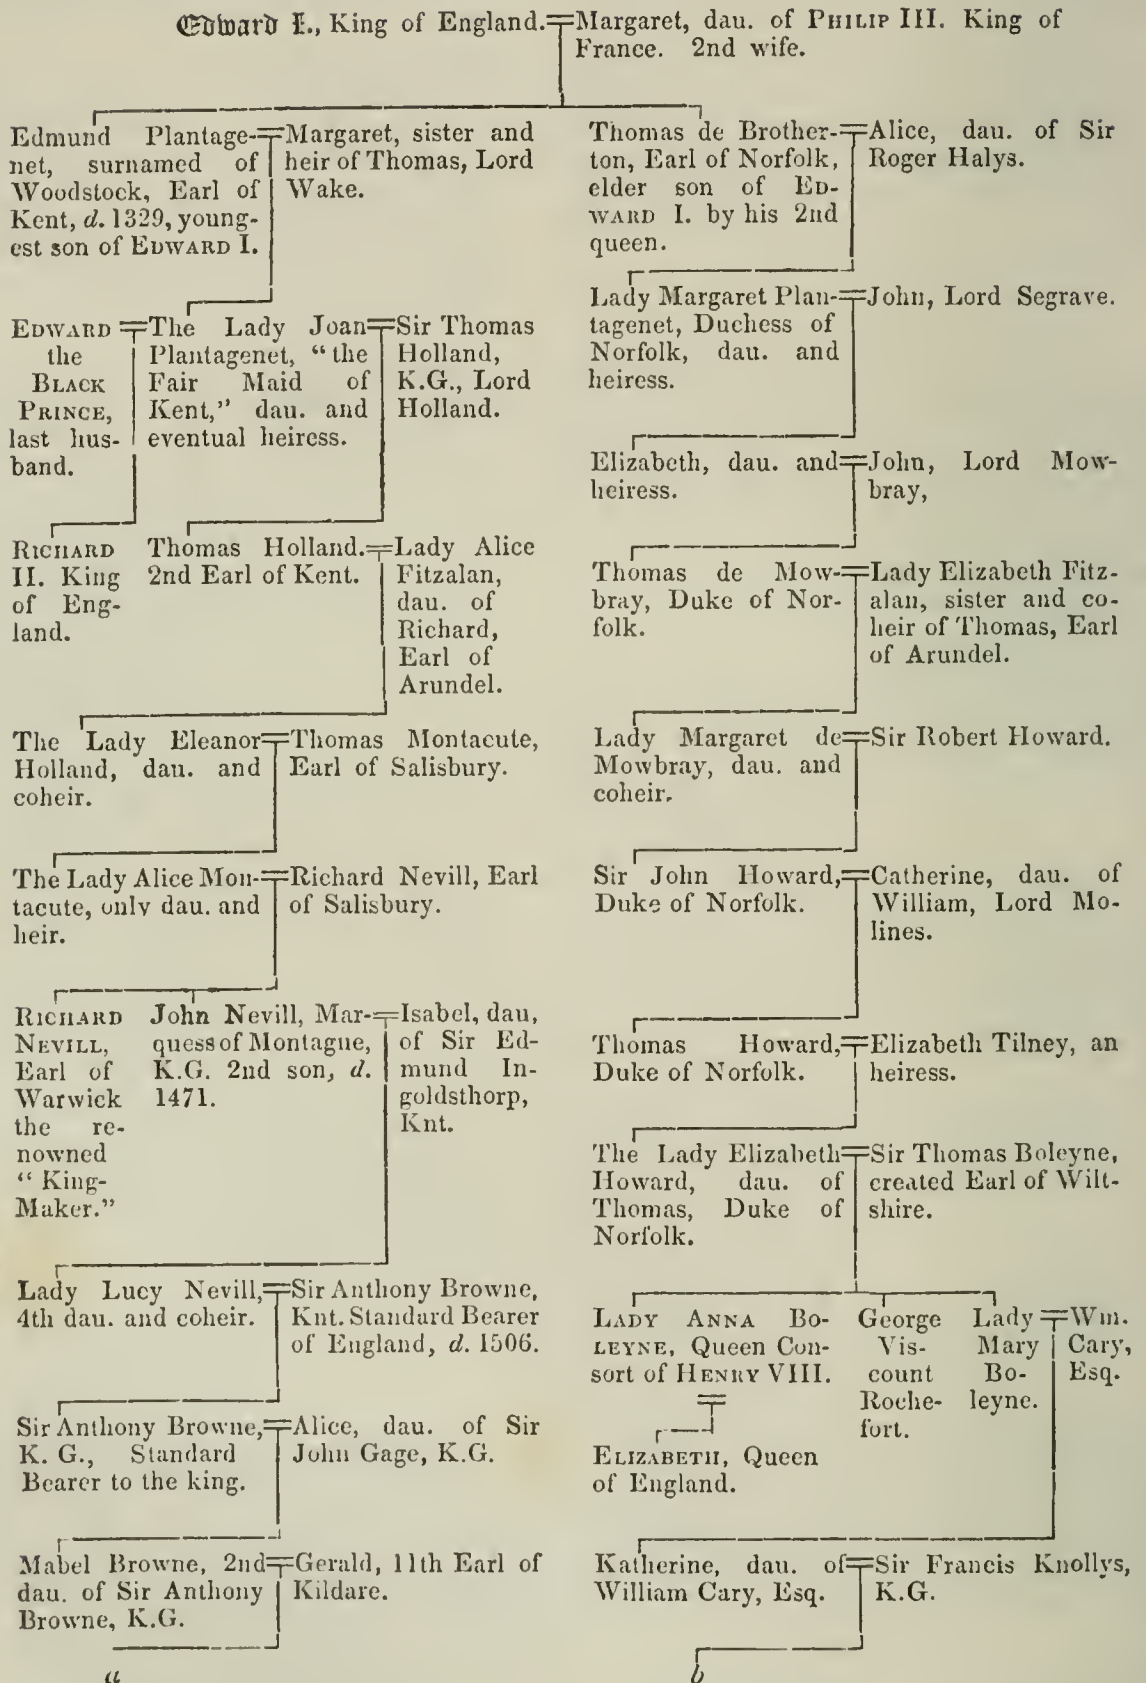 Edward I., King of England. Margaret, dau. of PHILIP III. King of
France. 2nd wife.
Edmund Plantage-
net, surnamed of
Woodstock, Earl of
Kent, d. 1329, young-
est son of EDWARD I.
Margaret, sister and
heir of Thomas, Lord
Wake.
Thomas de Brother-
ton, Earl of Norfolk,
elder son of ED-
WARD I. by his 2nd
queen.
Alice, dau. of Sir
Roger Halys.
EDWARD
the
BLACK
PRINCE,
last hus-
band.
The Lady Joan
Plantagenet, “the
Fair Maid of
Kent,” dau. and
eventual heiress.
Sir Thomas
Holland,
K.G., Lord
Holland.
Lady Margaret Plan-
tagenet, Duchess of
Norfolk, dau. and
heiress.
John, Lord Segrave.
Elizabeth, dau. and
heiress.
John, Lord Mow-
bray,
RICHARD
II. King
of Eng-
land.
Thomas Holland.
2nd Earl of Kent.
Lady Alice
Fitzalan,
dau. of
Richard,
Earl of
Arundel.
Thomas de Mow-
bray, Duke of Nor-
folk.
Lady Elizabeth Fitz-
alan, sister and co-
heir of Thomas, Earl
of Arundel.
The Lady Eleanor
Holland, dau. and
coheir.
Thomas Montacute,
Earl of Salisbury.
Lady Margaret de
Mowbray, dau. and
coheir.
Sir Robert Howard.
The Lady Alice Mon-
tacute, only dau. and
heir.
Richard Nevill, Earl
of Salisbury.
Sir John Howard,
Duke of Norfolk.
Catherine, dau. of
William, Lord Mo-
lines.
RICHARD
NEVILL,
Earl of
Warwick
the re-
nowned
“King-
Maker.”
John Nevill, Mar-
quess of Montague,
K.G. 2nd son, d.
1471.
Isabel, dau,
of Sir Ed-
mund In-
goldsthorp,
Knt.
Thomas Howard,
Duke of Norfolk.
Elizabeth Tilney, an
heiress.
The Lady Elizabeth
Howard, dau. of
Thomas, Duke of
Norfolk.
Sir Thomas Boleyne,
created Earl of Wilt-
shire.
Lady Lucy Nevill,
4th dau. and coheir.
Sir Anthony Browne,
Knt. Standard Bearer
of England, d. 1506.
LADY ANNA BO-
LEYNE, Queen Con-
sort of HENRY VIII.
George
Vis-
count
Roche-
fort.
Lady
Mary
Bo-
leyne.
Wm.
Cary,
Esq.
Sir Anthony Browne,
K. G., Standard
Bearer to the king.
Alice, dau. of Sir
John Gage, K.G.
ELIZABETH, Queen
of England.
Mabel Browne, 2nd
dau. of Sir Anthony
Browne, K.G.
Gerald, 11th Earl of
Kildare.
Katherine, dau. of
William Cary, Esq.
Sir Francis Knollys,
K.G.
a
b